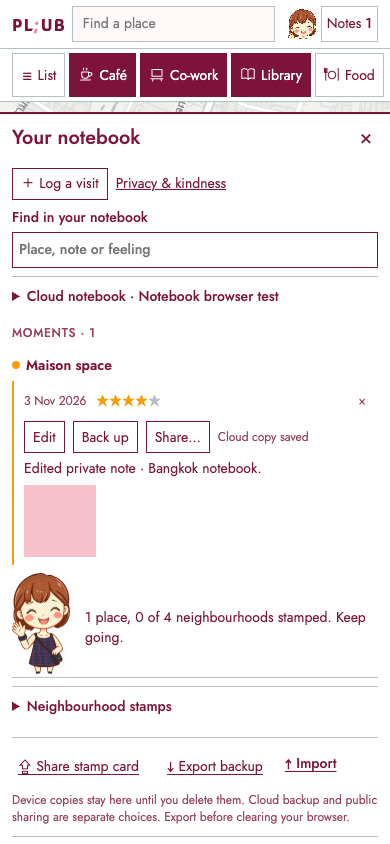 PL;UB
Find a place
Notes 1
≡ List
Café
Co-work
Library
Food
Your notebook
×
+ Log a visit
Privacy & kindness
Find in your notebook
Place, note or feeling
▶ Cloud notebook · Notebook browser test
MOMENTS · 1
Maison space
3 Nov 2026 ★★★★★ ×
Edit
Back up
Share…
Cloud copy saved
Edited private note · Bangkok notebook.
1 place, 0 of 4 neighbourhoods stamped. Keep
going.
▶ Neighbourhood stamps
Share stamp card
↓ Export backup
↑ Import
Device copies stay here until you delete them. Cloud backup and public
sharing are separate choices. Export before clearing your browser.